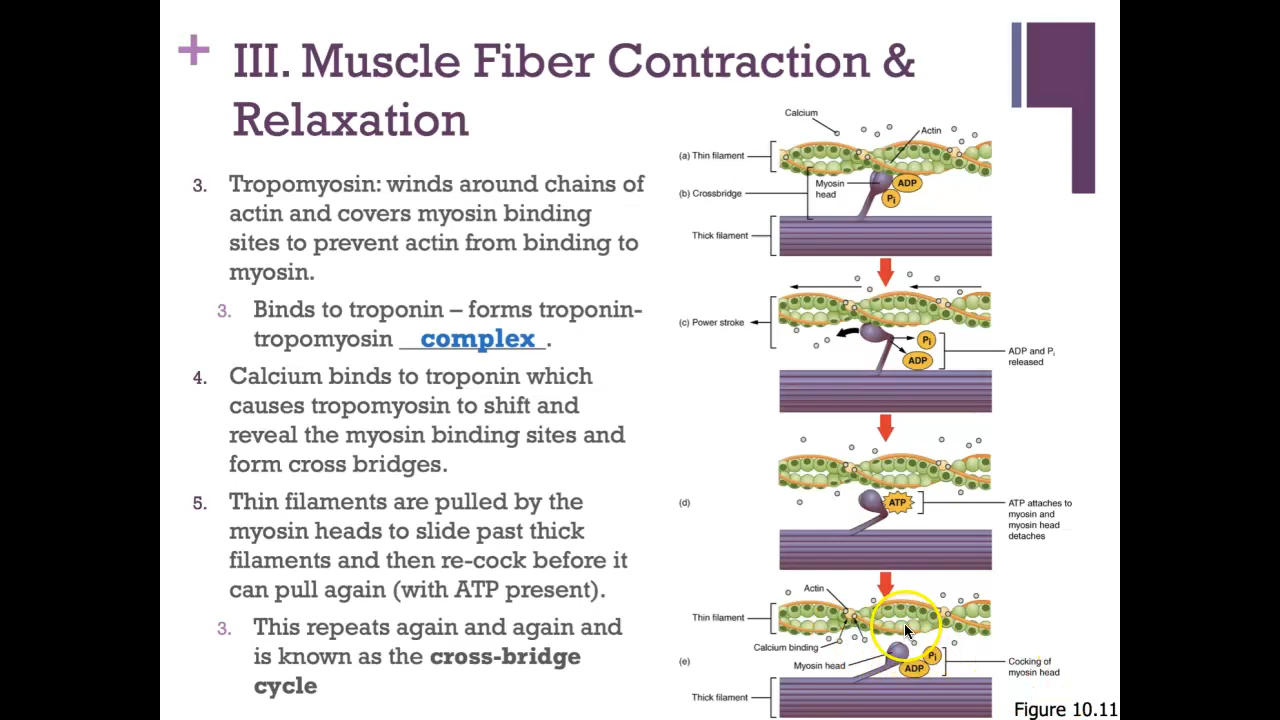 + III. Muscle Fiber Contraction &
Relaxation
3. Tropomyosin: winds around chains of
actin and covers myosin binding
sites to prevent actin from binding to
myosin.
3. Binds to troponin – forms troponin-
tropomyosin complex.
4. Calcium binds to troponin which
causes tropomyosin to shift and
reveal the myosin binding sites and
form cross bridges.
5. Thin filaments are pulled by the
myosin heads to slide past thick
filaments and then re-cock before it
can pull again (with ATP present).
3. This repeats again and again and
is known as the cross-bridge
cycle
Calcium
Actin
(a) Thin filament
Myosin
head
ADP
Pi
(b) Crossbridge
Thick filament
(c) Power stroke
Pi
ADP
ADP and Pi
released
(d)
ATP
ATP attaches to
myosin and
myosin head
detaches
Actin
Thin filament
Calcium binding
(e)
Myosin head
Pi
ADP
Cocking of
myosin head
Thick filament
Figure 10.11